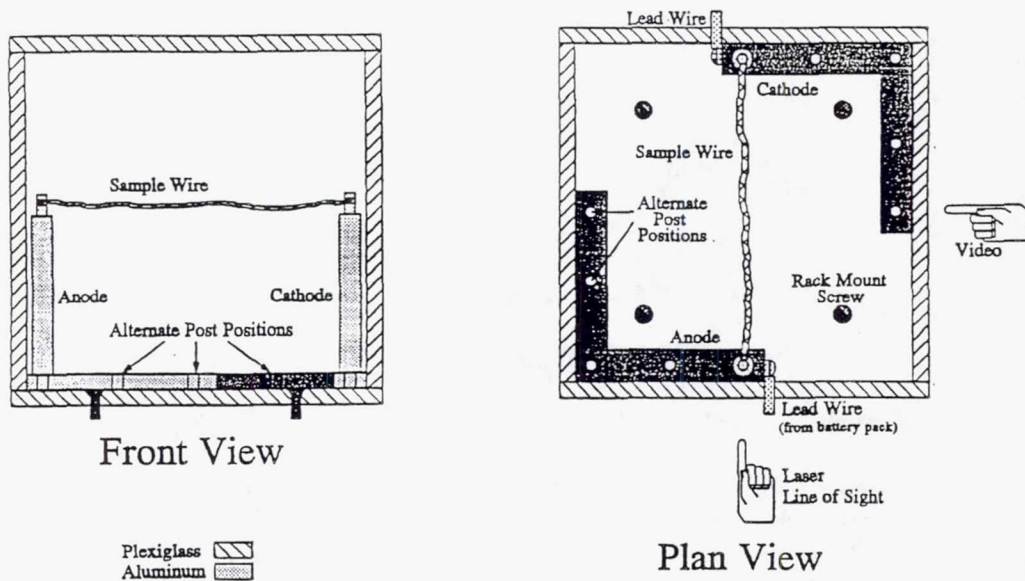 Sample Wire
Anode
Cathode
Alternate Post Positions
Front View
Plexiglass
Aluminum
Lead Wire
Cathode
Sample Wire
Alternate
Post
Positions
Video
Rack Mount
Screw
Anode
Lead Wire
(from battery pack)
Laser
Line of Sight
Plan View